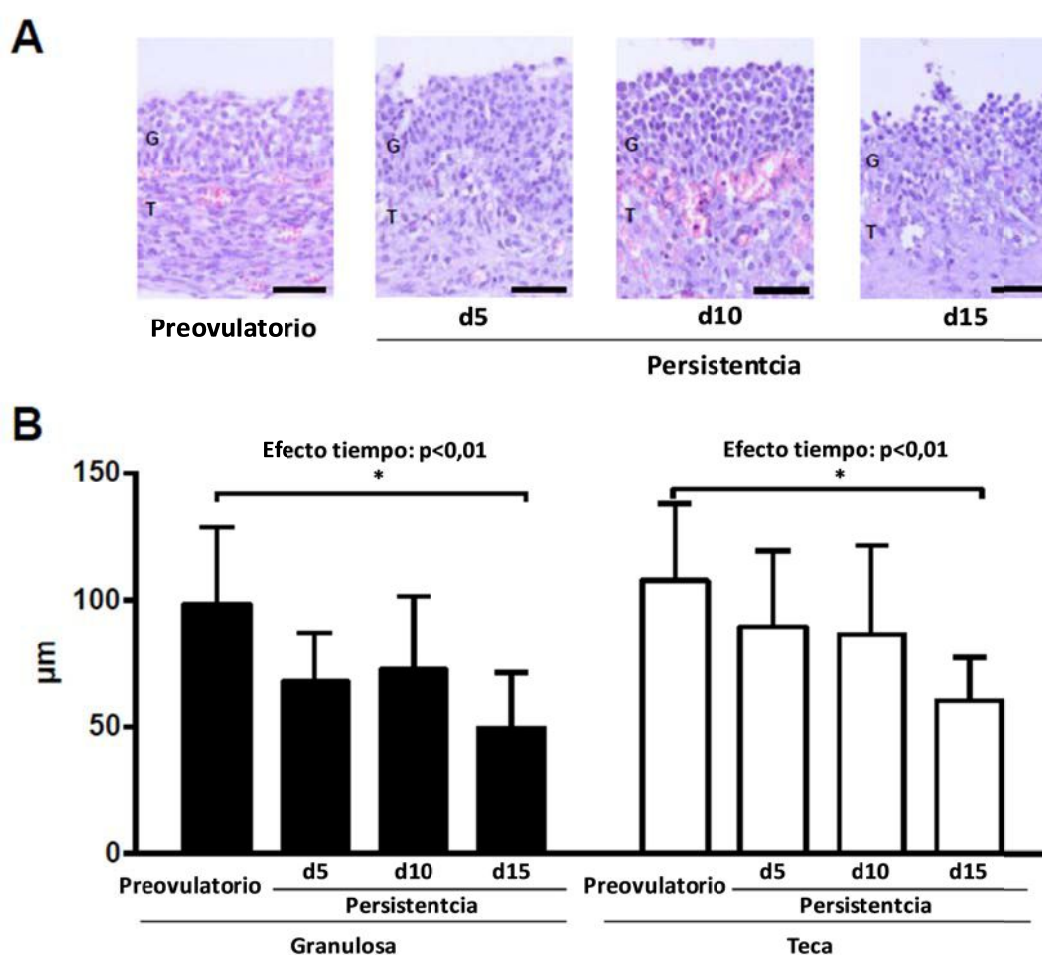 A
G
T
G
T
G
T
G
T
Preovulatorio
d5
d10
d15
Persistentcia
B
Efecto tiempo: p<0,01
*
Efecto tiempo: p<0,01
*
150
100
50
0
µm
d5
d10
d15
d5
d10
d15
Preovulatorio
Persistentcia
Preovulatorio
Persistentcia
Granulosa
Teca